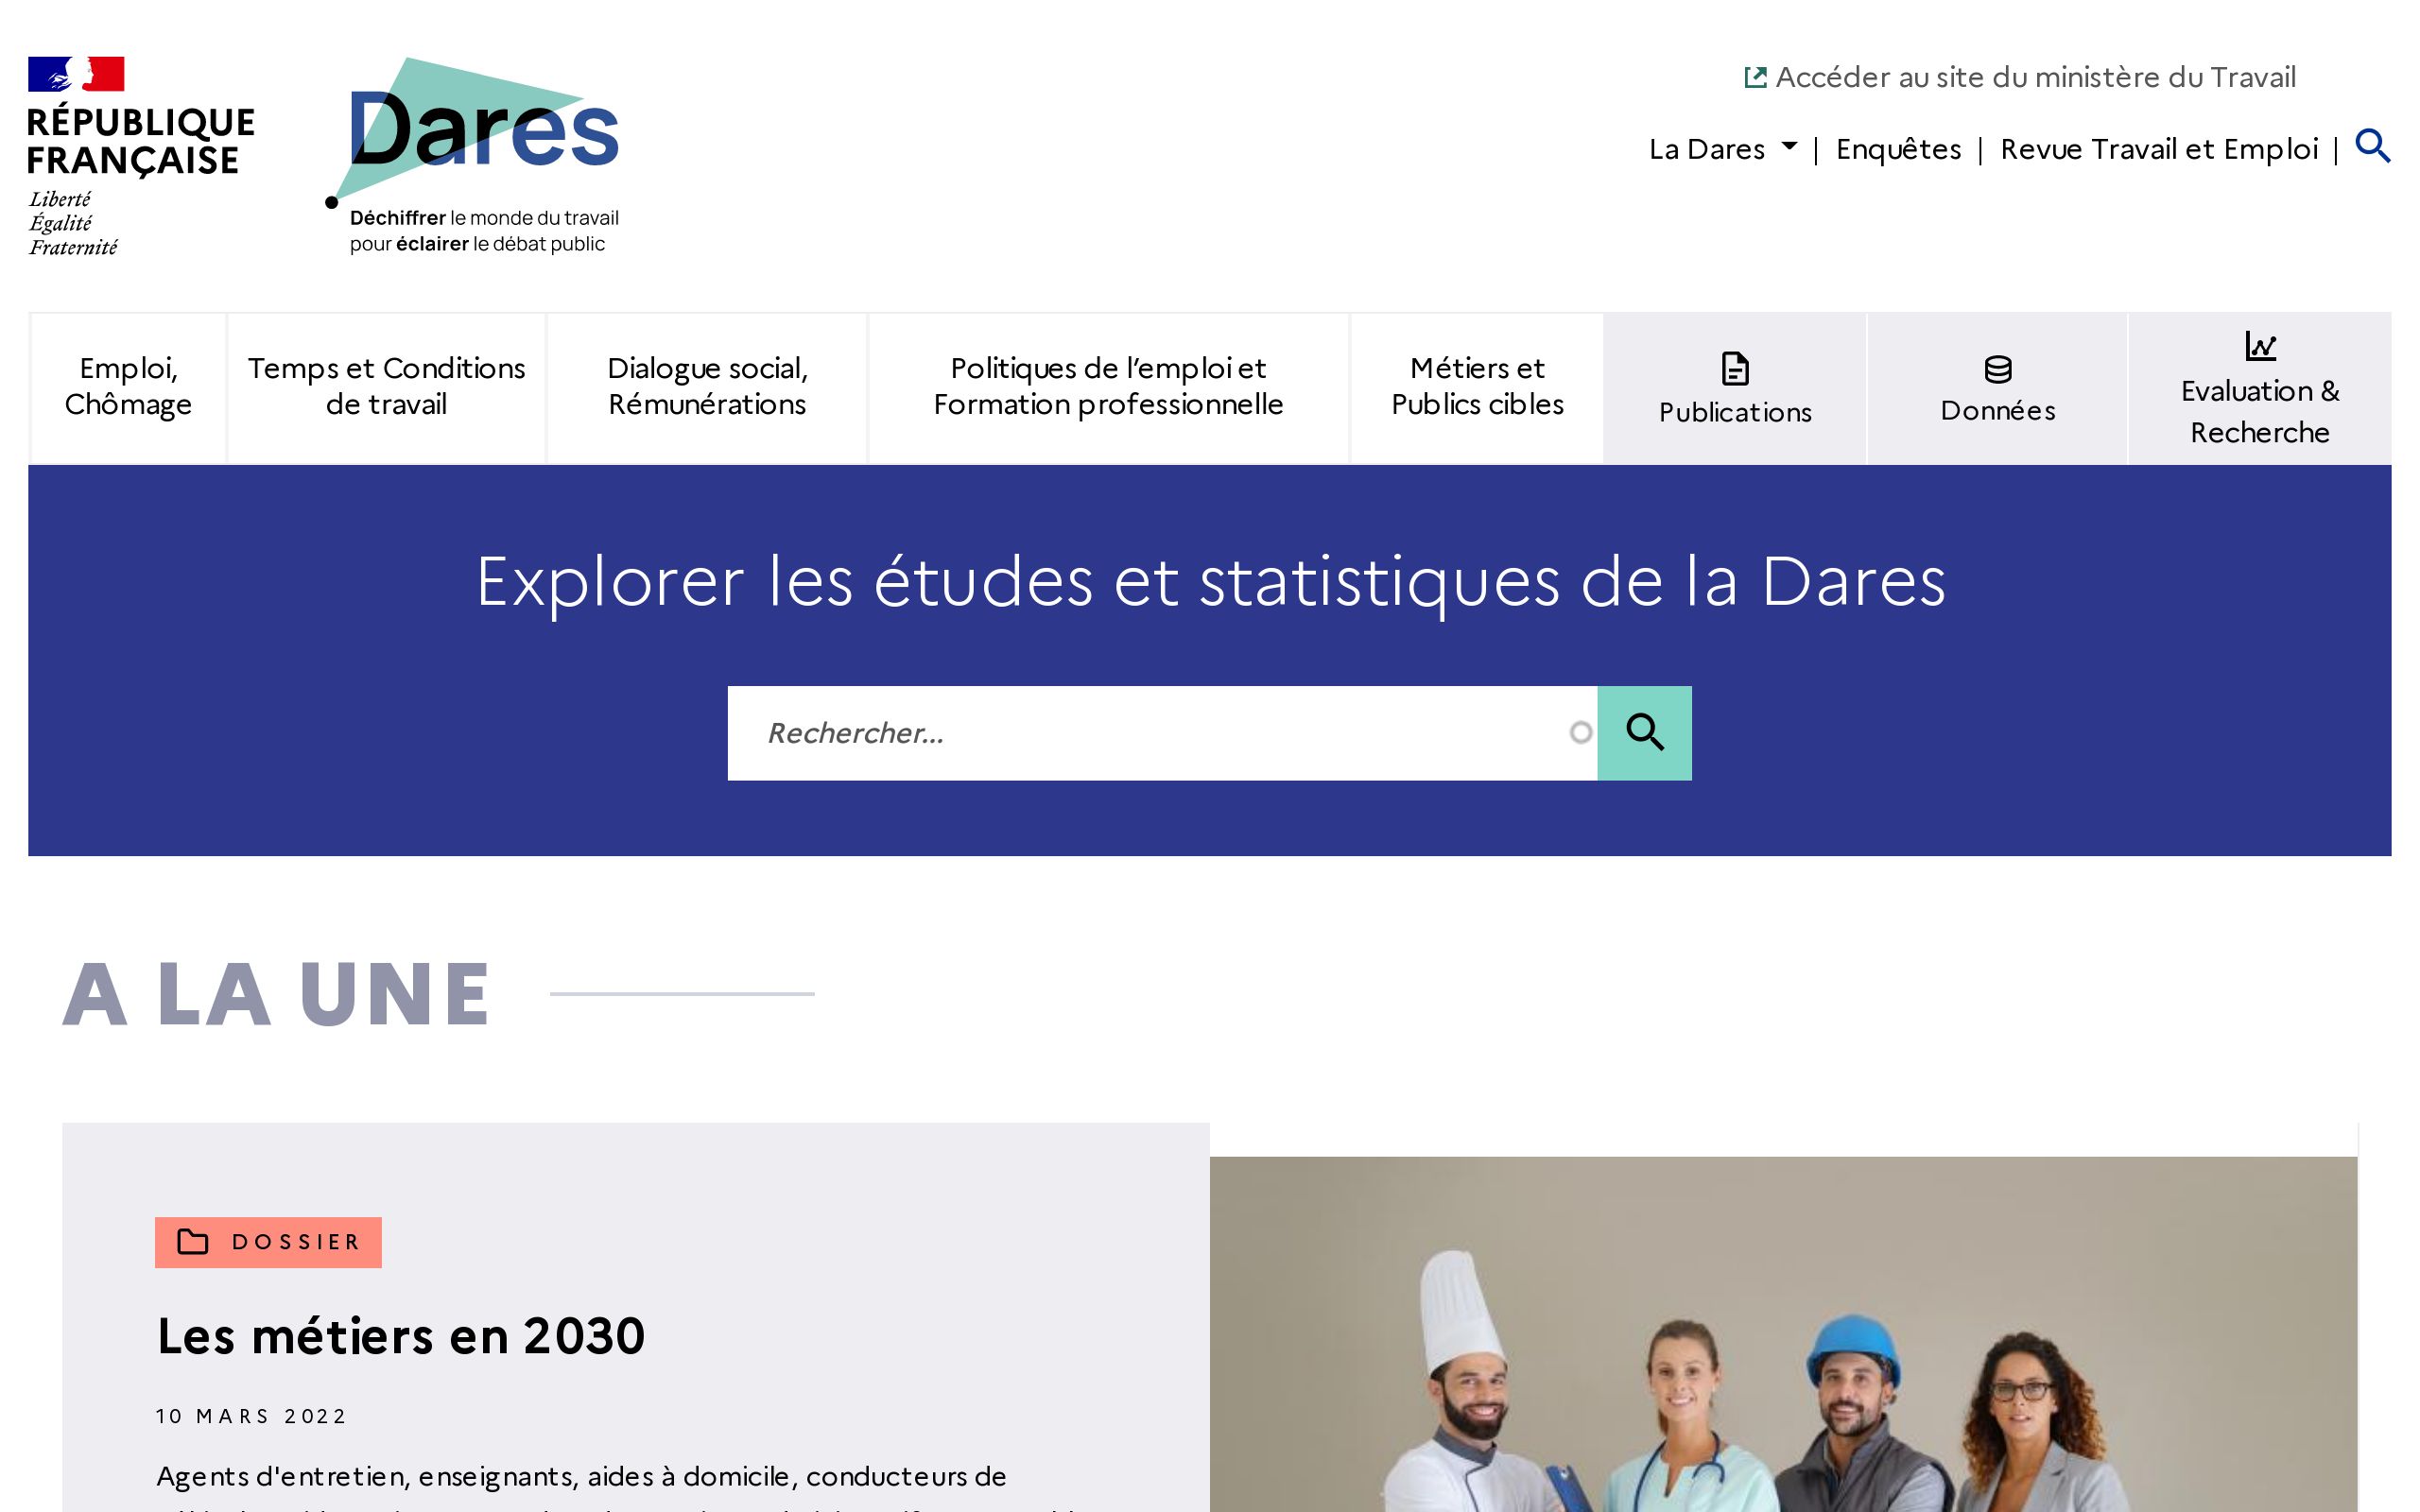 RÉPUBLIQUE
FRANÇAISE
Liberté
Égalité
Fraternité
Dares
Déchiffrer le monde du travail
pour éclairer le débat public
Accéder au site du ministère du Travail
La Dares | Enquêtes | Revue Travail et Emploi |
Emploi,
Chômage
Temps et Conditions
de travail
Dialogue social,
Rémunérations
Politiques de l’emploi et
Formation professionnelle
Métiers et
Publics cibles
Publications
Données
Evaluation &
Recherche
Explorer les études et statistiques de la Dares
Rechercher...
A LA UNE
DOSSIER
Les métiers en 2030
10 MARS 2022
Agents d'entretien, enseignants, aides à domicile, conducteurs de